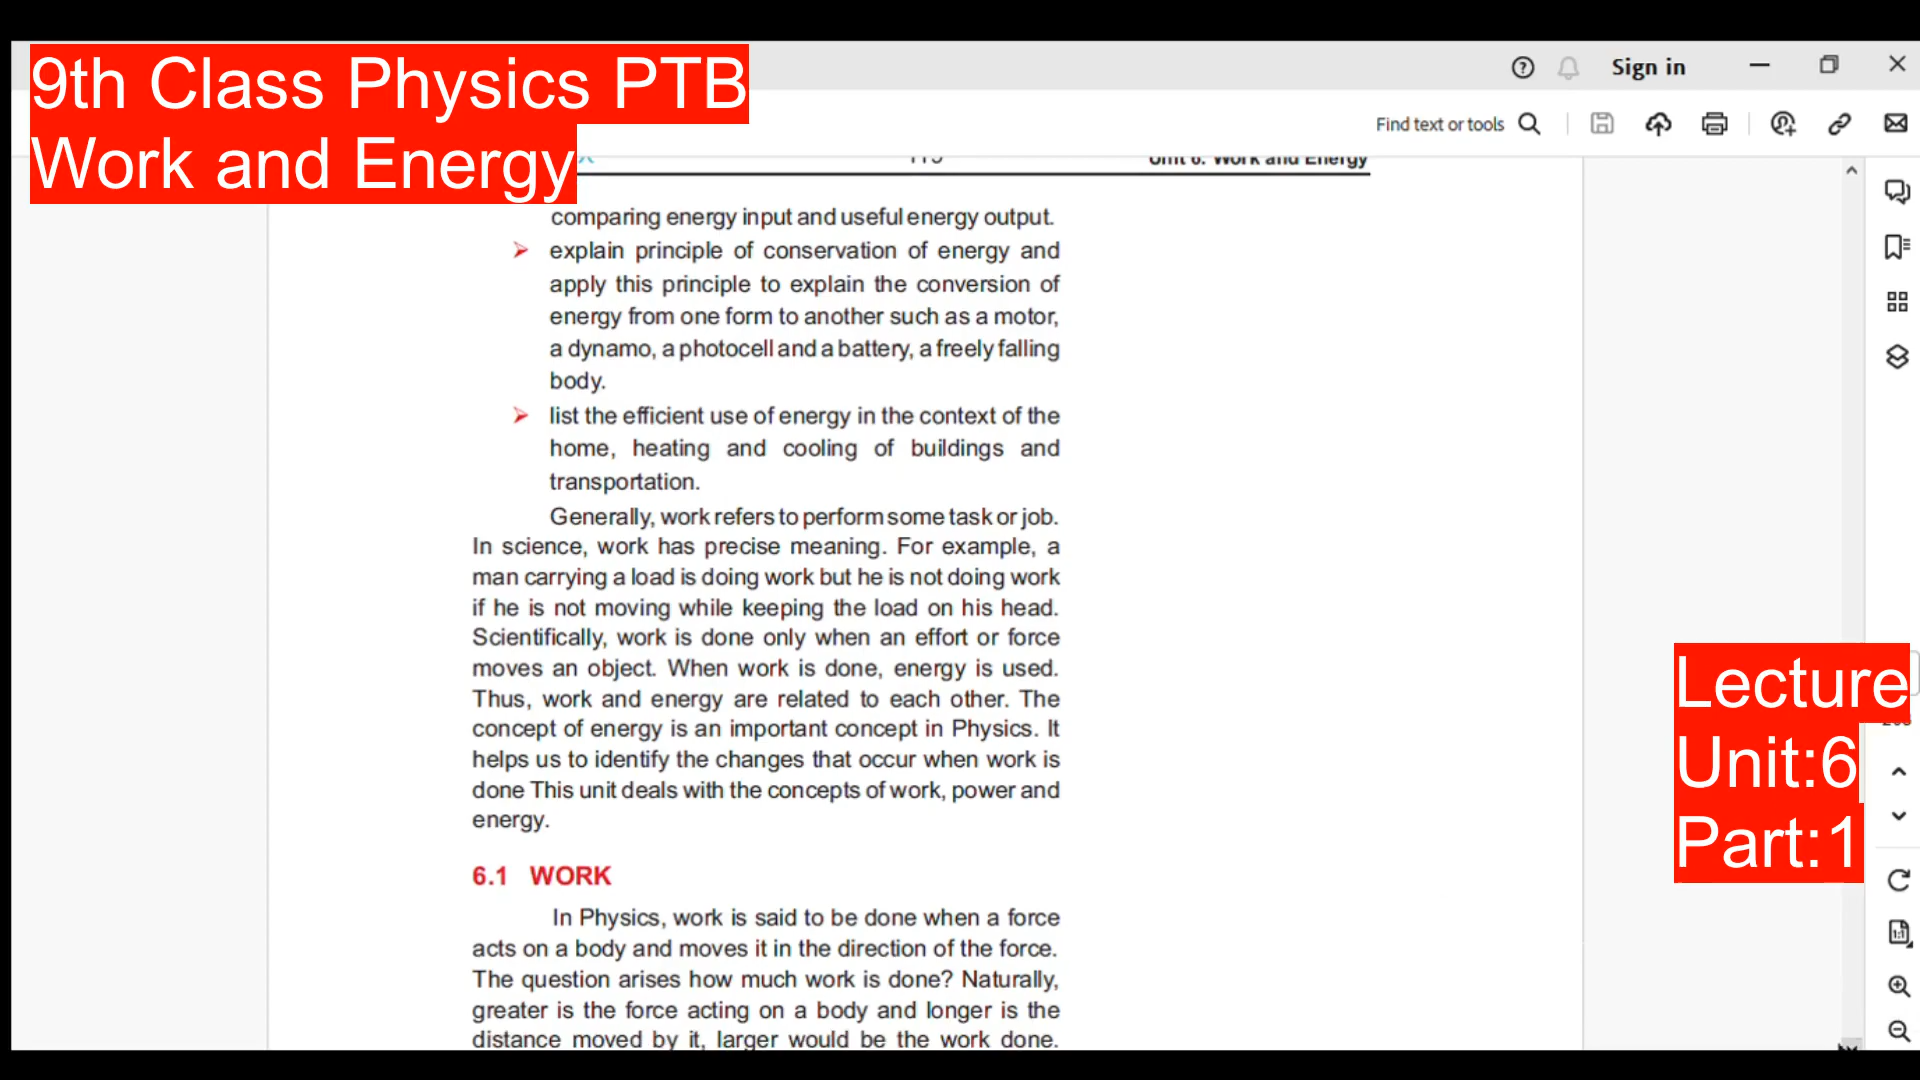 9th Class Physics PTB
Work and Energy
Sign in
Find text or tools
Unit 6: Work and Energy
comparing energy input and useful energy output.
explain principle of conservation of energy and
apply this principle to explain the conversion of
energy from one form to another such as a motor,
a dynamo, a photocell and a battery, a freely falling
body.
list the efficient use of energy in the context of the
home, heating and cooling of buildings and
transportation.
Generally, work refers to perform some task or job.
In science, work has precise meaning. For example, a
man carrying a load is doing work but he is not doing work
if he is not moving while keeping the load on his head.
Scientifically, work is done only when an effort or force
moves an object. When work is done, energy is used.
Thus, work and energy are related to each other. The
concept of energy is an important concept in Physics. It
helps us to identify the changes that occur when work is
done This unit deals with the concepts of work, power and
energy.
6.1 WORK
In Physics, work is said to be done when a force
acts on a body and moves it in the direction of the force.
The question arises how much work is done? Naturally,
greater is the force acting on a body and longer is the
distance moved by it, larger would be the work done.
Lecture
Unit:6
Part:1
1:1